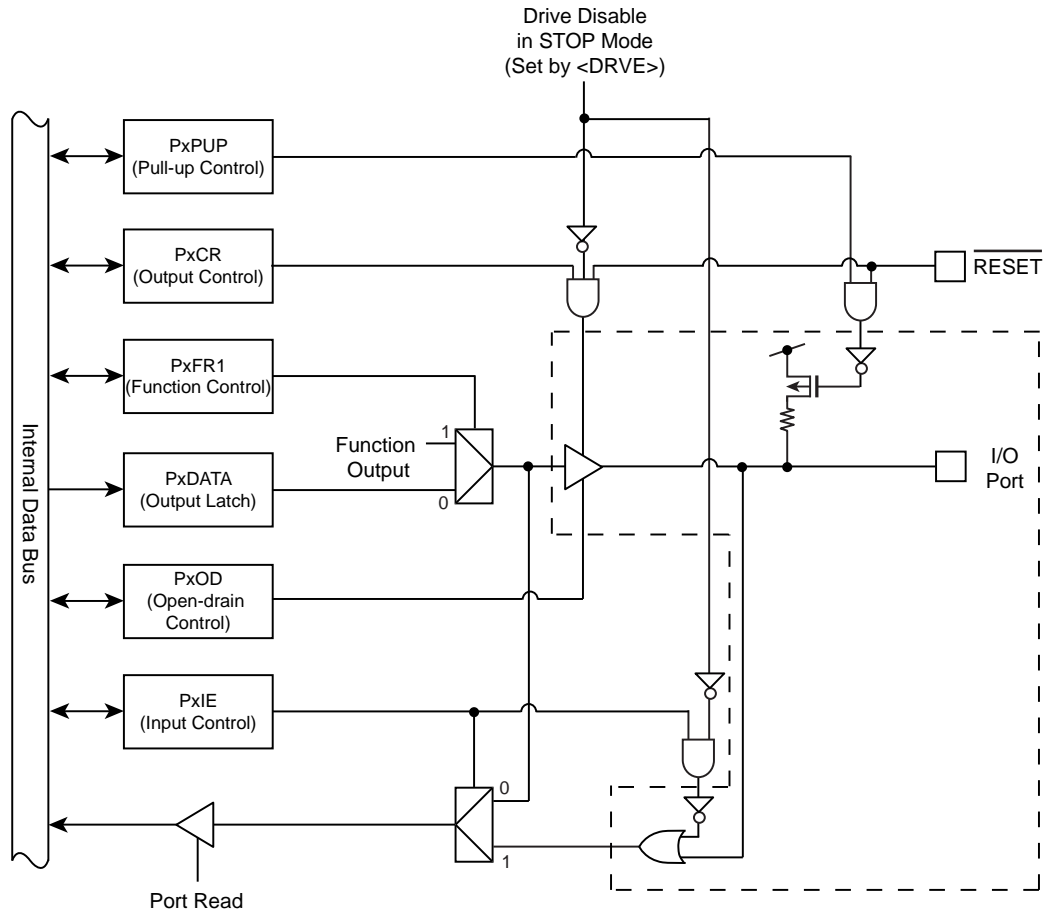 Drive Disable
in STOP Mode
(Set by <DRVE>)
PxPUP
(Pull-up Control)
PxCR
(Output Control)
RESET
PxFR1
(Function Control)
1
Function
Output
I/O
Port
PxDATA
(Output Latch)
0
Internal Data Bus
PxOD
(Open-drain
Control)
PxIE
(Input Control)
0
1
Port Read